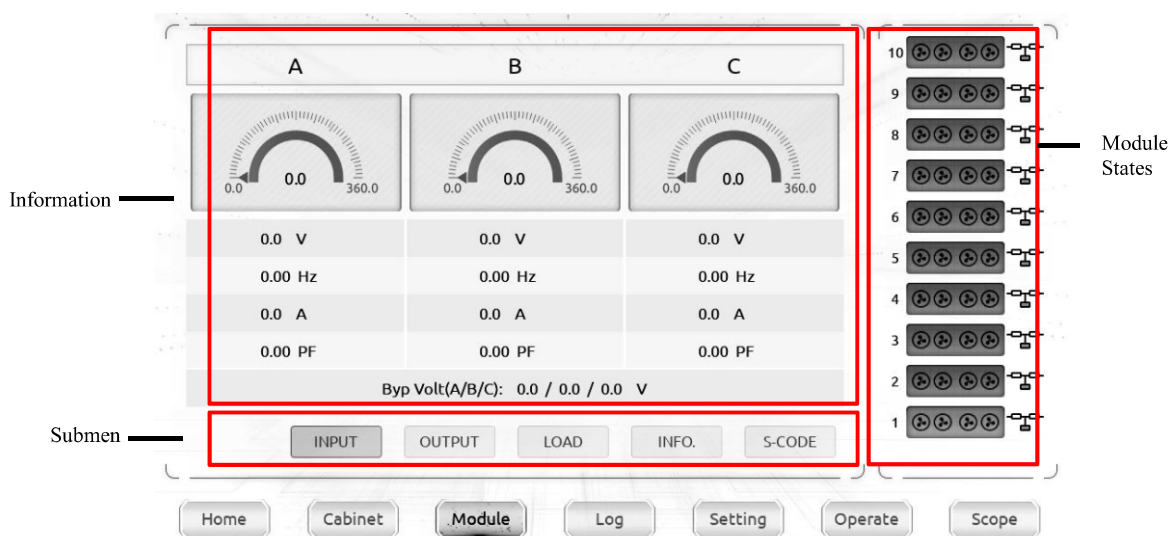 A B C
0.0 0.0 360.0
0.0 0.0 360.0
0.0 0.0 360.0
0.0 V 0.0 V 0.0 V
0.00 Hz 0.00 Hz 0.00 Hz
0.0 A 0.0 A 0.0 A
0.00 PF 0.00 PF 0.00 PF
Byp Volt(A/B/C): 0.0 / 0.0 / 0.0 V
INPUT OUTPUT LOAD INFO. S-CODE
Information
Submen
10
9
8
7
6
5
4
3
2
1
Module
States
Home Cabinet Module Log Setting Operate Scope